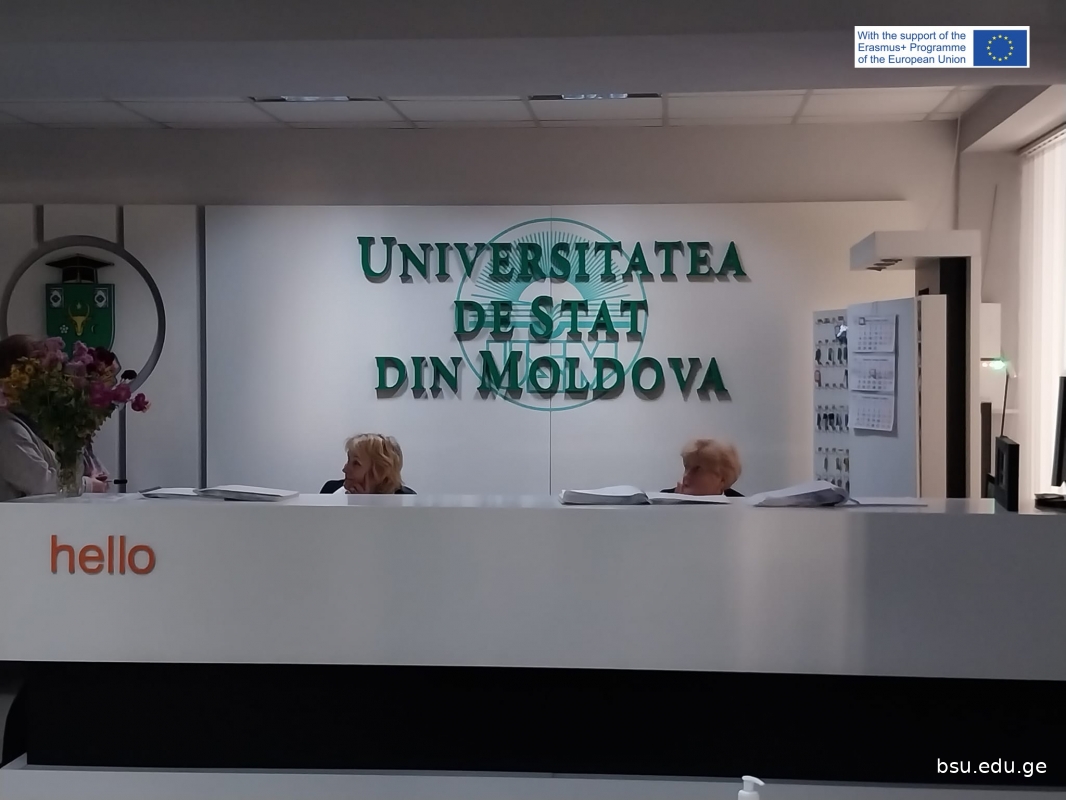 With the support of the
Erasmus+ Programme
of the European Union
UNIVERSITATEA
DE STAT
DIN MOLDOVA
hello
bsu.edu.ge